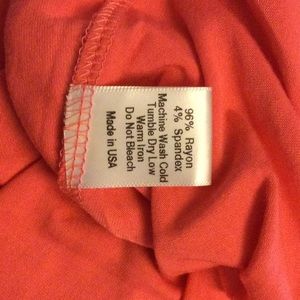 96% Rayon
4% Spandex
Machine Wash Cold
Tumble Dry Low
Warm Iron
Do Not Bleach
Made in USA